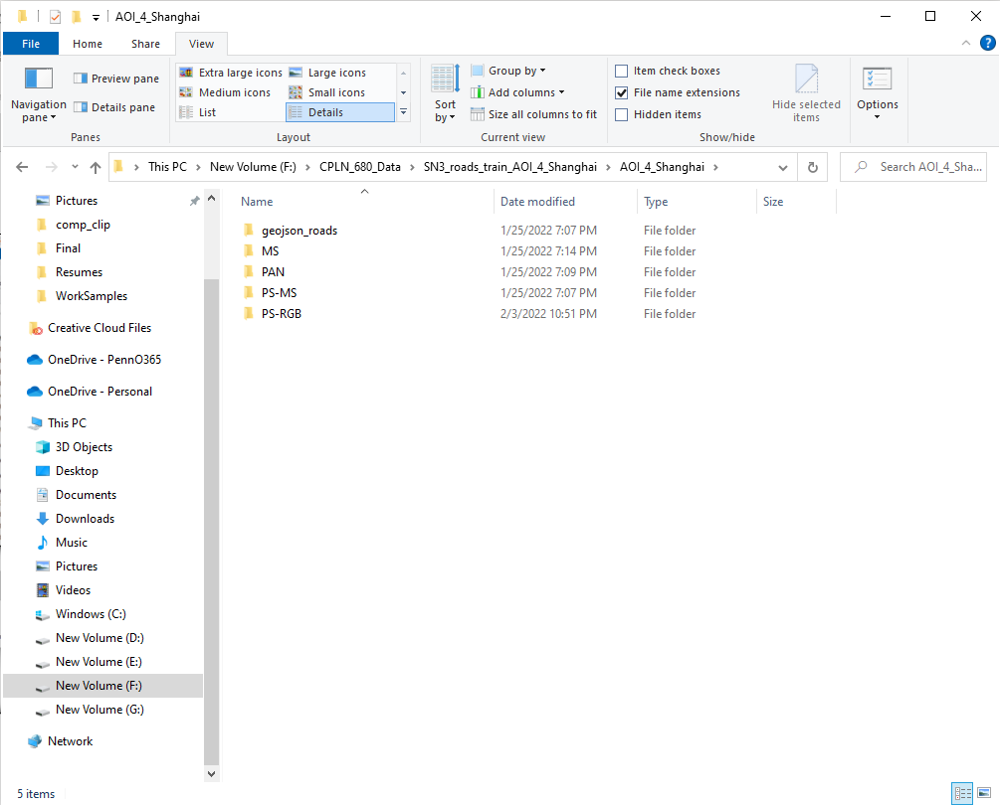 AOI_4_Shanghai
File Home Share View
Navigation pane
Preview pane
Details pane
Panes
Extra large icons Large icons
Medium icons Small icons
List Details
Layout
Sort by
Group by
Add columns
Size all columns to fit
Current view
Item check boxes
File name extensions
Hidden items
Hide selected items
Show/hide
Options
This PC > New Volume (F:) > CPLN_680_Data > SN3_roads_train_AOI_4_Shanghai > AOI_4_Shanghai >
Search AOI_4_Sha...
Pictures
comp_clip
Final
Resumes
WorkSamples
Creative Cloud Files
OneDrive - PennO365
OneDrive - Personal
This PC
3D Objects
Desktop
Documents
Downloads
Music
Pictures
Videos
Windows (C:)
New Volume (D:)
New Volume (E:)
New Volume (F:)
New Volume (G:)
Network
Name Date modified Type Size
geojson_roads 1/25/2022 7:07 PM File folder
MS 1/25/2022 7:14 PM File folder
PAN 1/25/2022 7:09 PM File folder
PS-MS 1/25/2022 7:07 PM File folder
PS-RGB 2/3/2022 10:51 PM File folder
5 items